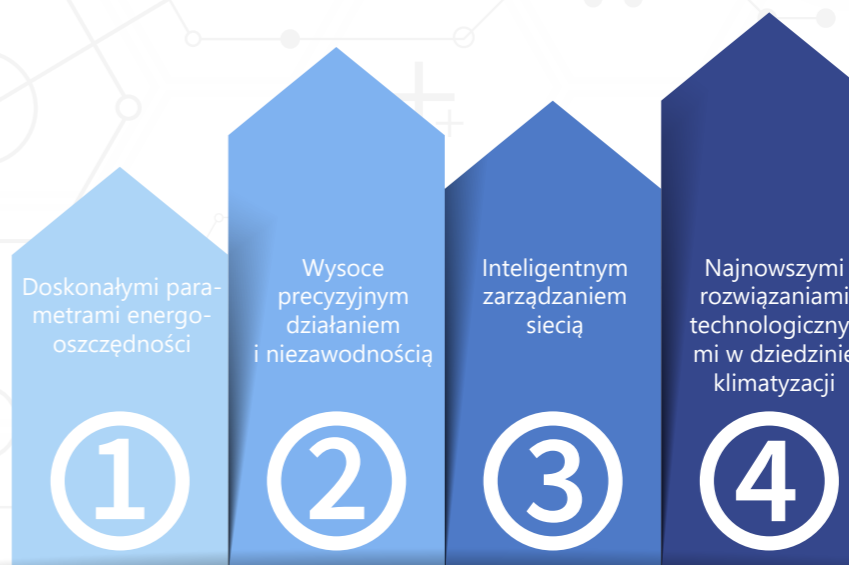 Doskonałymi para-
metrami energo-
oszczędności
1
Wysoce
precyzyjnym
działaniem
i niezawodnością
2
Inteligentnym
zarządzaniem
siecią
3
Najnowszymi
rozwiązaniami
technologiczny
mi w dziedzinie
klimatyzacji
4